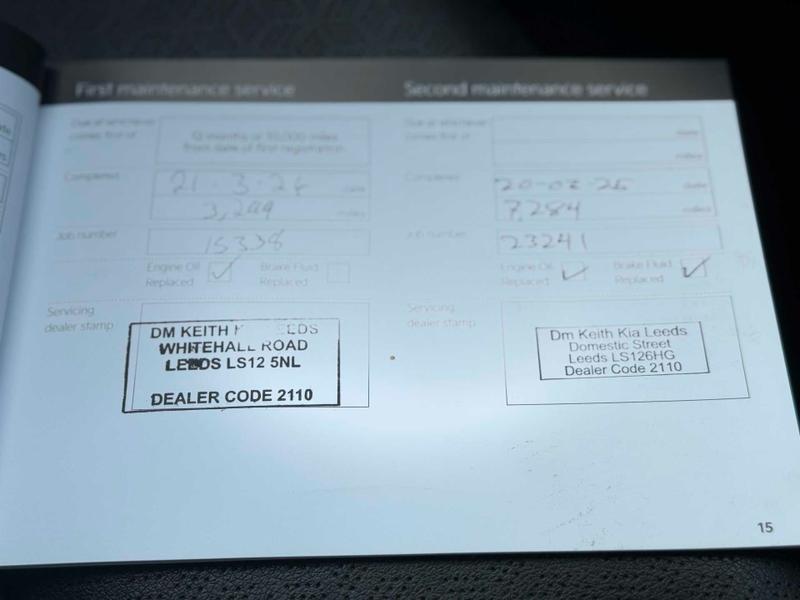 First maintenance service
Due at whichever
comes first of
12 months or 10,000 miles
from date of first registration
Completed
21 . 3 . 24 date
3,299 miles
Job number
15338
Engine Oil
Replaced
Brake Fluid
Replaced
Servicing
dealer stamp
DM KEITH K EEDS
WHITEHALL ROAD
LEEDS LS12 5NL
DEALER CODE 2110
Second maintenance service
Due at whichever
comes first of
date
miles
Completed
20-02-25 date
7,284 miles
Job number
23241
Engine Oil
Replaced
Brake Fluid
Replaced
Servicing
dealer stamp
Dm Keith Kia Leeds
Domestic Street
Leeds LS126HG
Dealer Code 2110
15